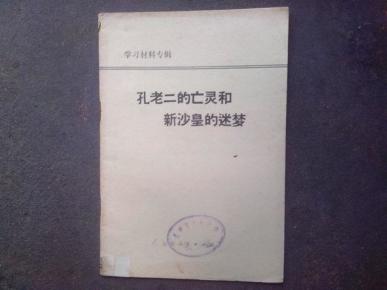 学习材料专辑
孔老二的亡灵和
新沙皇的迷梦